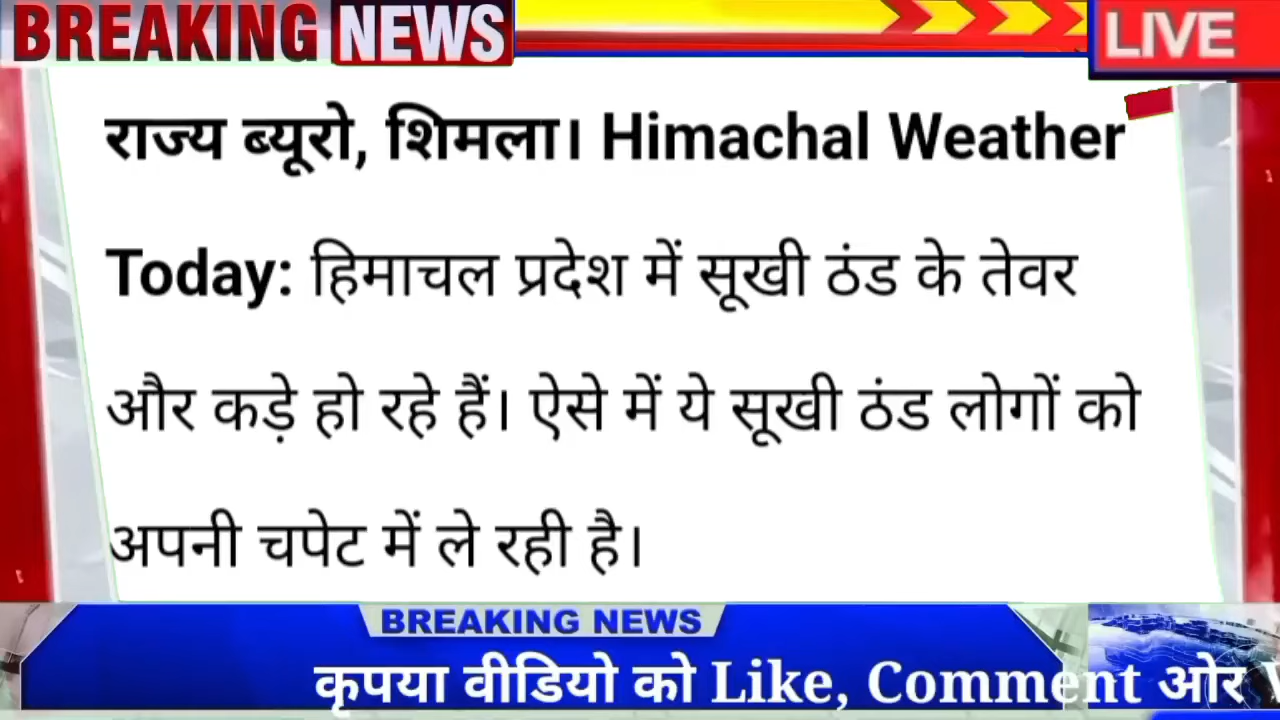 BREAKING NEWS
LIVE
राज्य ब्यूरो, शिमला। Himachal Weather
Today: हिमाचल प्रदेश में सूखी ठंड के तेवर
और कड़े हो रहे हैं। ऐसे में ये सूखी ठंड लोगों को
अपनी चपेट में ले रही है।
BREAKING NEWS
कृपया वीडियो को Like, Comment ओर